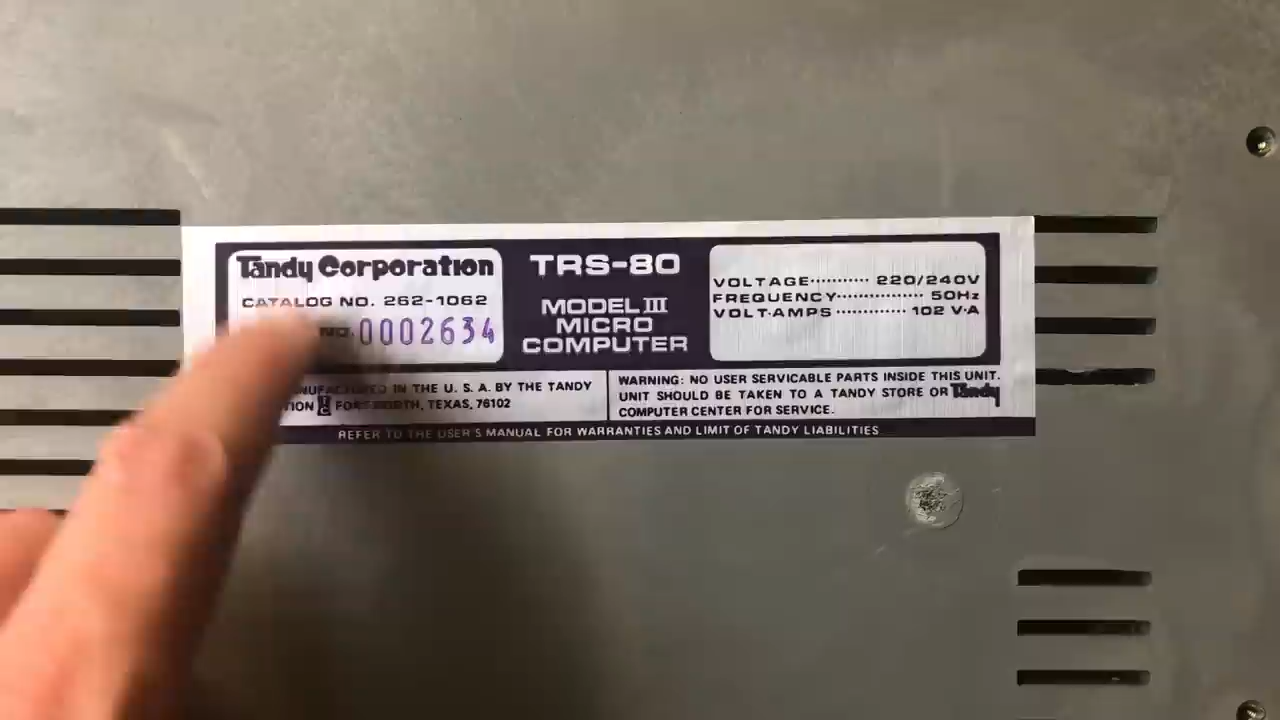 Tandy Corporation
CATALOG NO. 262-1062
NO. 0002634
TRS-80
MODEL III
MICRO
COMPUTER
VOLTAGE·········· 220/240V
FREQUENCY··············· 50Hz
VOLT·AMPS ············ 102 V·A
IN THE U. S. A. BY THE TANDY
FORT WORTH, TEXAS, 76102
WARNING: NO USER SERVICABLE PARTS INSIDE THIS UNIT.
UNIT SHOULD BE TAKEN TO A TANDY STORE OR Tandy
COMPUTER CENTER FOR SERVICE.
REFER TO THE USER'S MANUAL FOR WARRANTIES AND LIMIT OF TANDY LIABILITIES